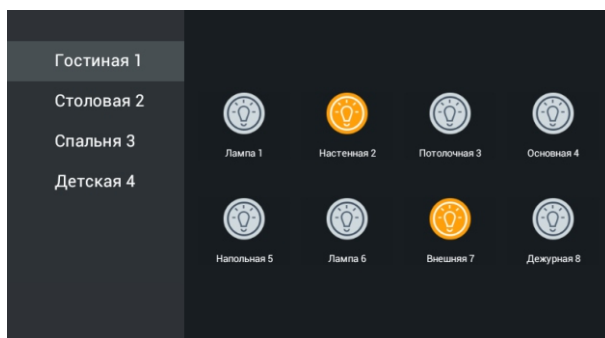 Гостиная 1
Столовая 2
Спальня 3
Детская 4
Лампа 1
Настенная 2
Потолочная 3
Основная 4
Напольная 5
Лампа 6
Внешняя 7
Дежурная 8